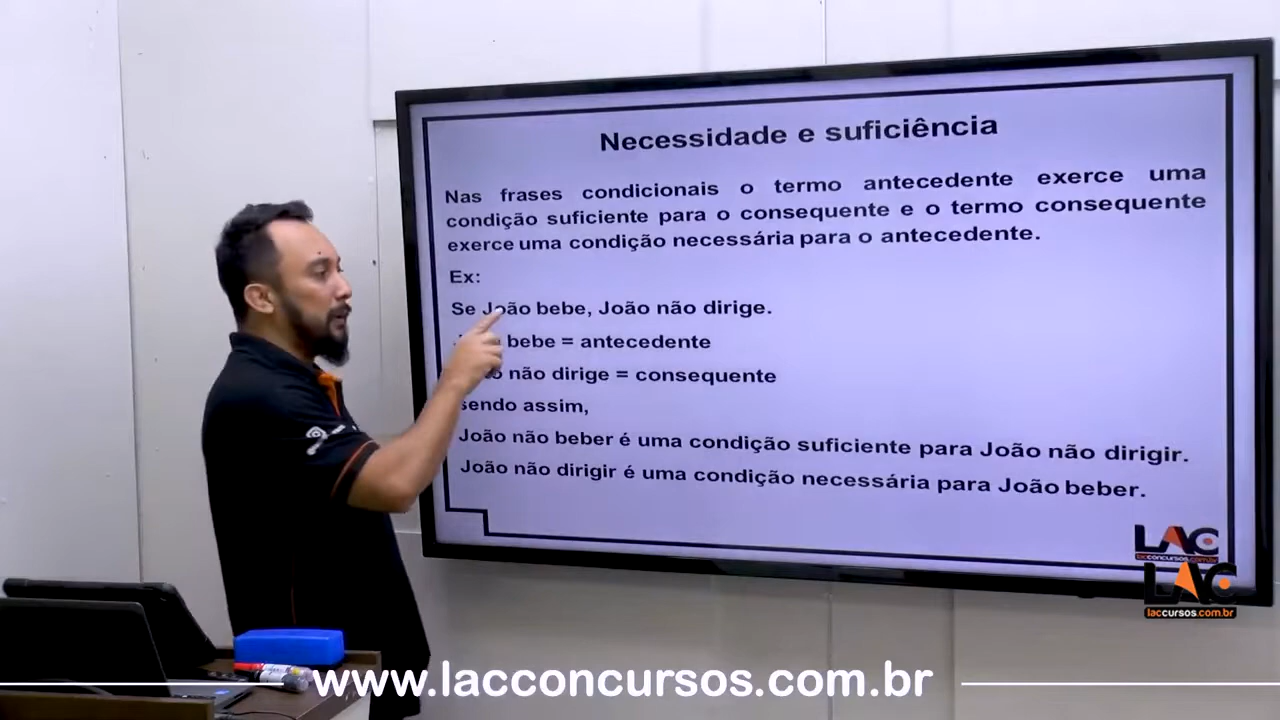 Necessidade e suficiência
Nas frases condicionais o termo antecedente exerce uma
condição suficiente para o consequente e o termo consequente
exerce uma condição necessária para o antecedente.
Ex:
Se João bebe, João não dirige.
bebe = antecedente
não dirige = consequente
sendo assim,
João não beber é uma condição suficiente para João não dirigir.
João não dirigir é uma condição necessária para João beber.
LAC
lacconcursos.com.br
LAC
laccursos.com.br
www.lacconcursos.com.br